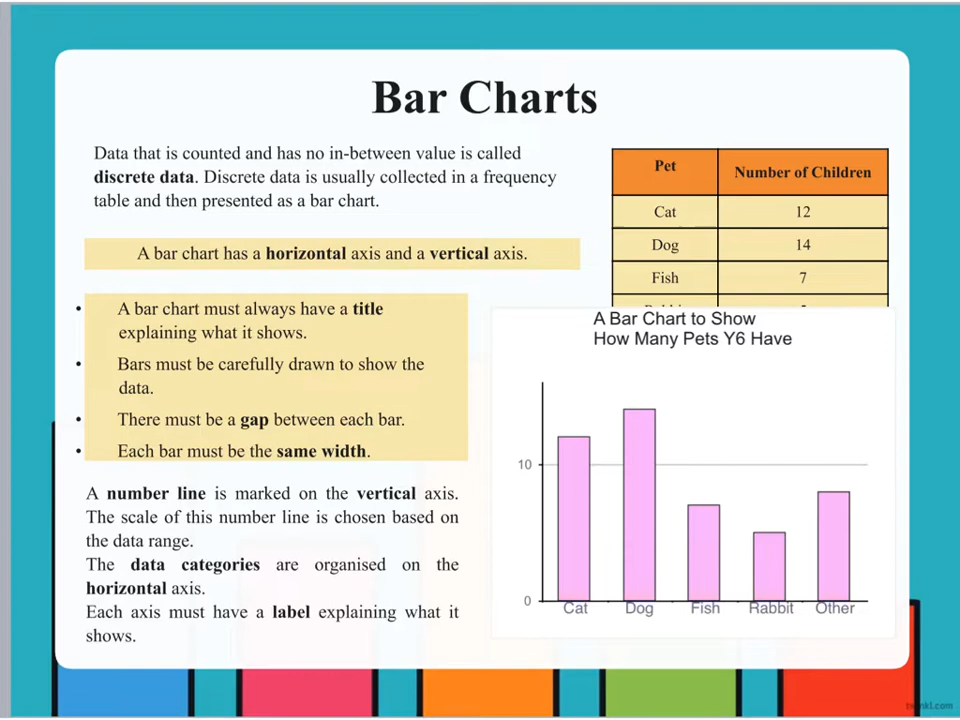 Bar Charts
Data that is counted and has no in-between value is called
discrete data. Discrete data is usually collected in a frequency
table and then presented as a bar chart.
A bar chart has a horizontal axis and a vertical axis.
• A bar chart must always have a title
explaining what it shows.
• Bars must be carefully drawn to show the
data.
• There must be a gap between each bar.
• Each bar must be the same width.
A number line is marked on the vertical axis.
The scale of this number line is chosen based on
the data range.
The data categories are organised on the
horizontal axis.
Each axis must have a label explaining what it
shows.
Pet Number of Children
Cat 12
Dog 14
Fish 7
A Bar Chart to Show
How Many Pets Y6 Have
10
0
Cat Dog Fish Rabbit Other